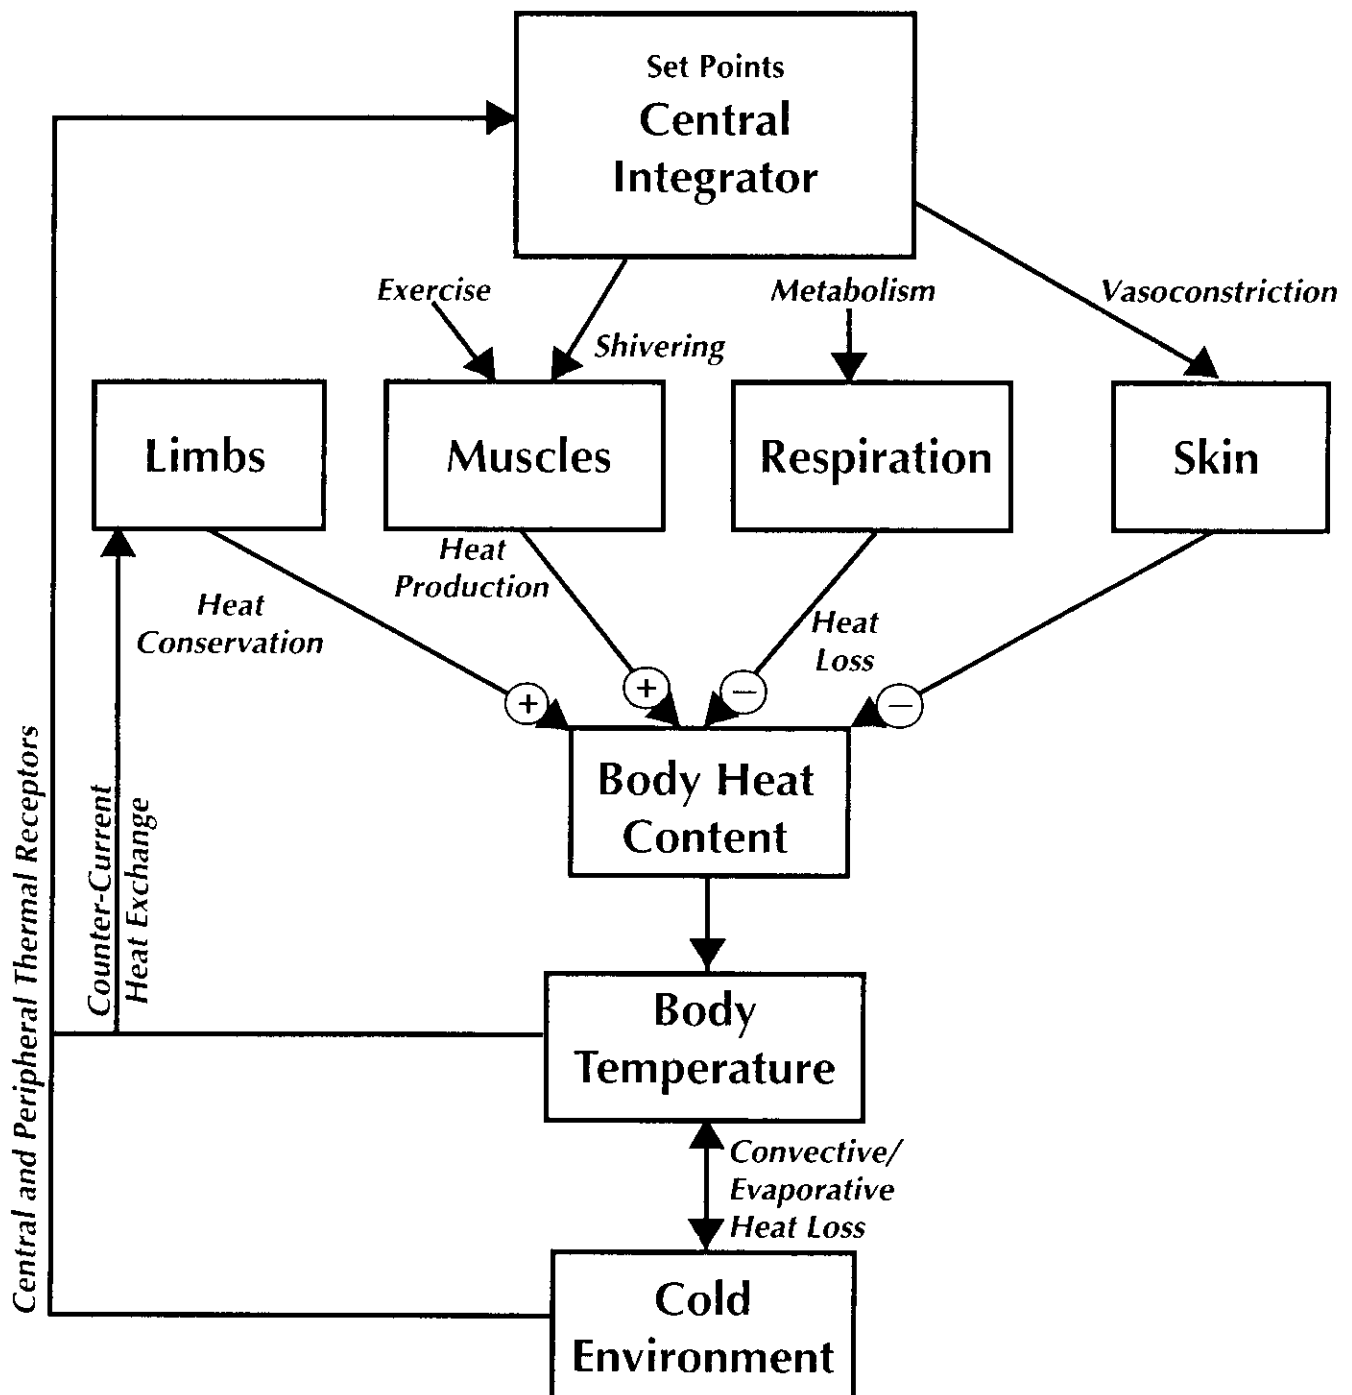 Set Points
Central
Integrator
Exercise
Metabolism
Vasoconstriction
Shivering
Limbs
Muscles
Respiration
Skin
Heat
Production
Heat
Conservation
Heat
Loss
+
+
−
−
Body Heat
Content
Counter-Current
Heat Exchange
Central and Peripheral Thermal Receptors
Body
Temperature
Convective/
Evaporative
Heat Loss
Cold
Environment